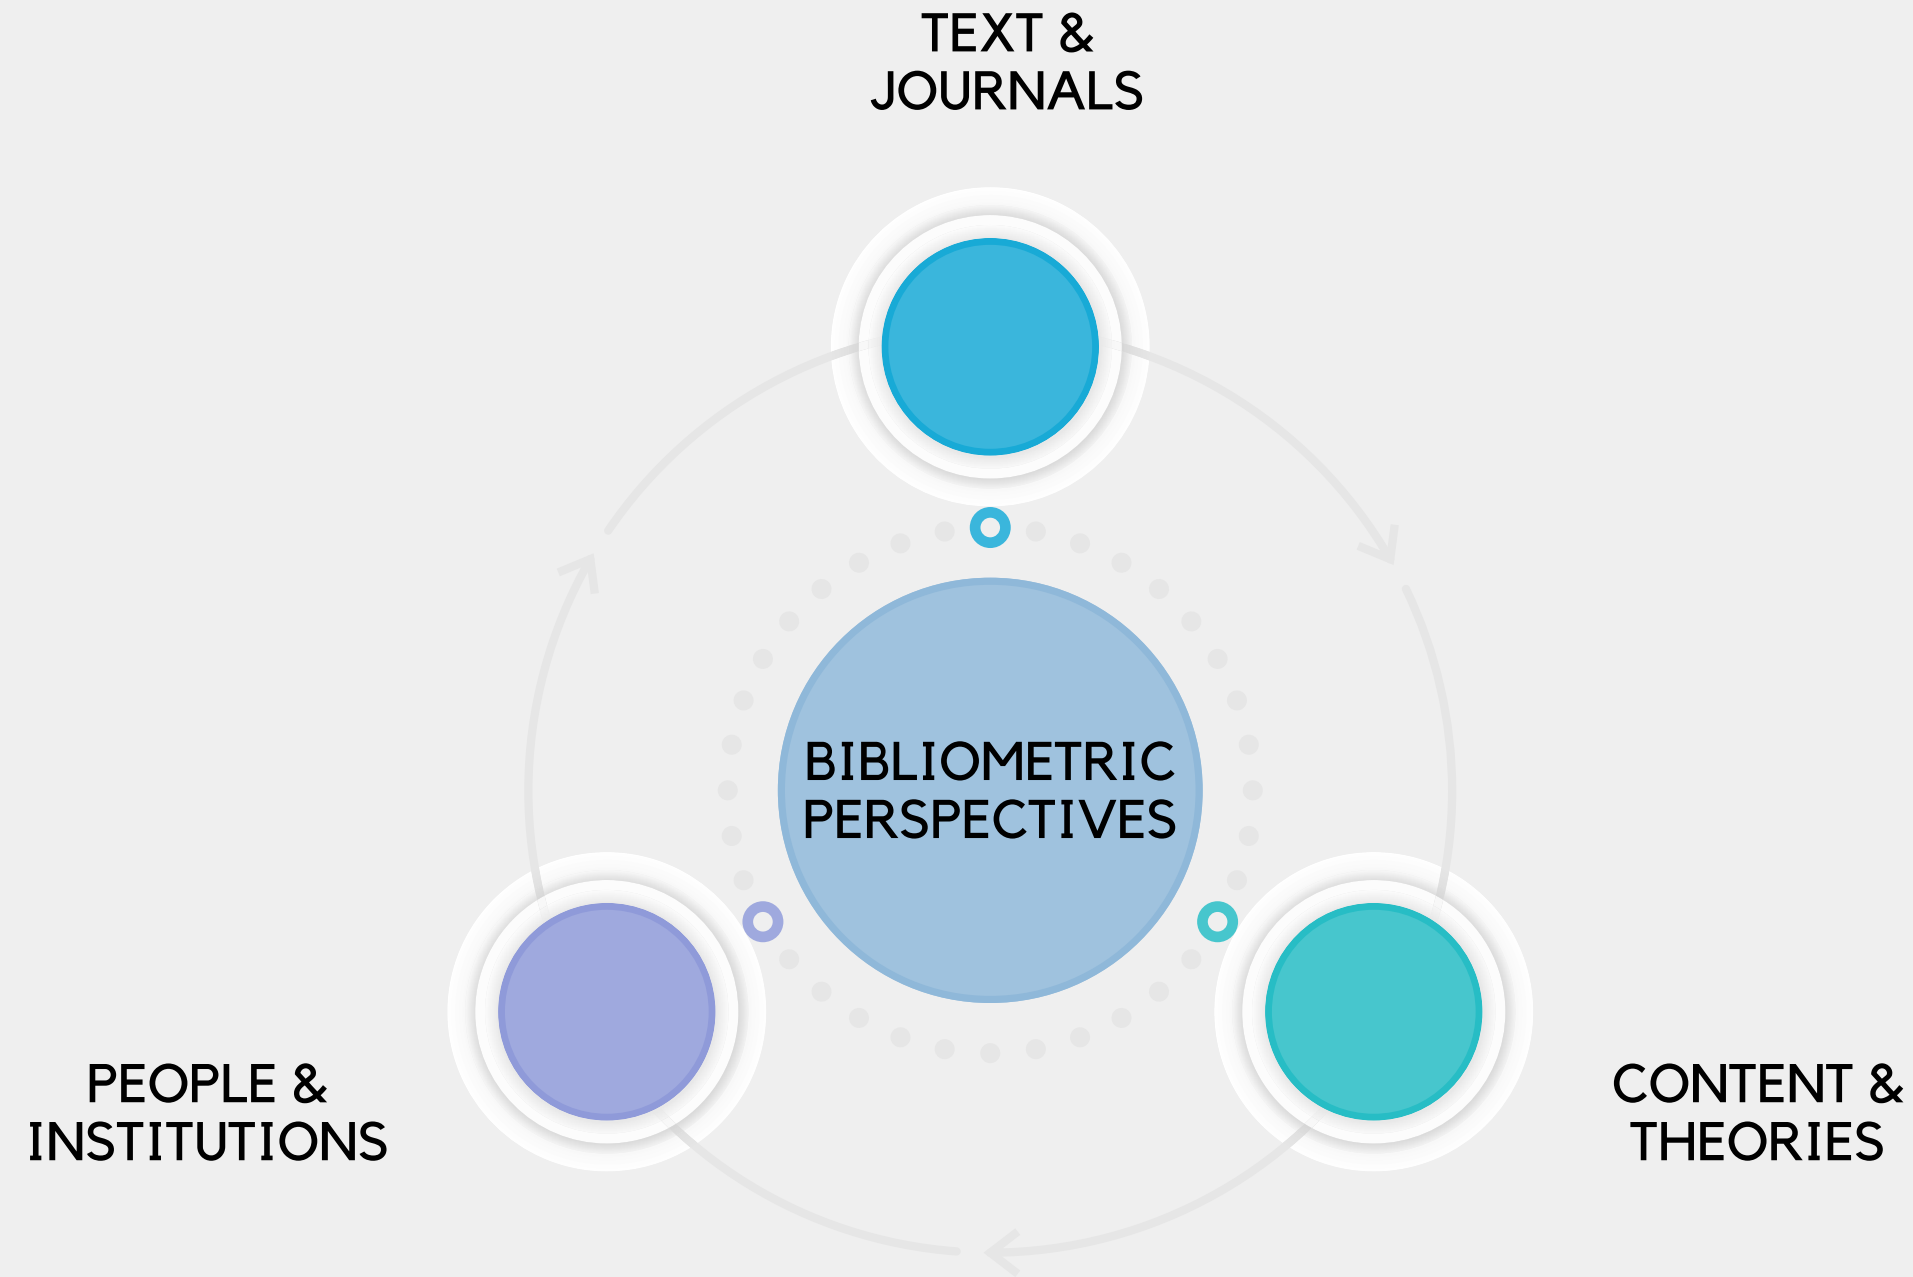 TEXT &
JOURNALS
BIBLIOMETRIC
PERSPECTIVES
PEOPLE &
INSTITUTIONS
CONTENT &
THEORIES